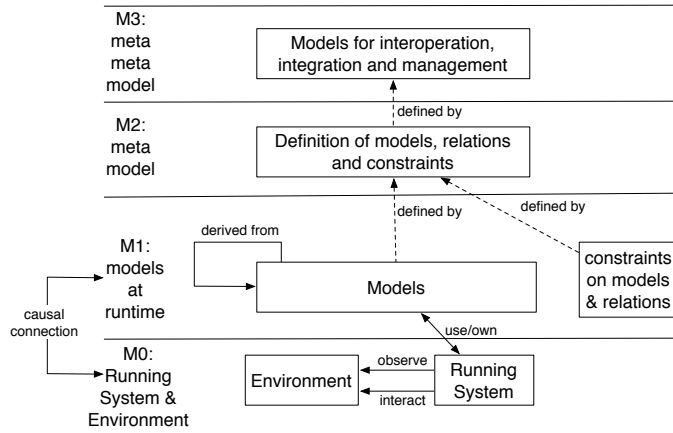 M3:
meta
meta
model
Models for interoperation,
integration and management
defined by
M2:
meta
model
Definition of models, relations
and constraints
defined by
defined by
derived from
M1:
models
at
runtime
Models
constraints
on models
& relations
causal
connection
use/own
M0:
Running
System &
Environment
Environment
observe
interact
Running
System